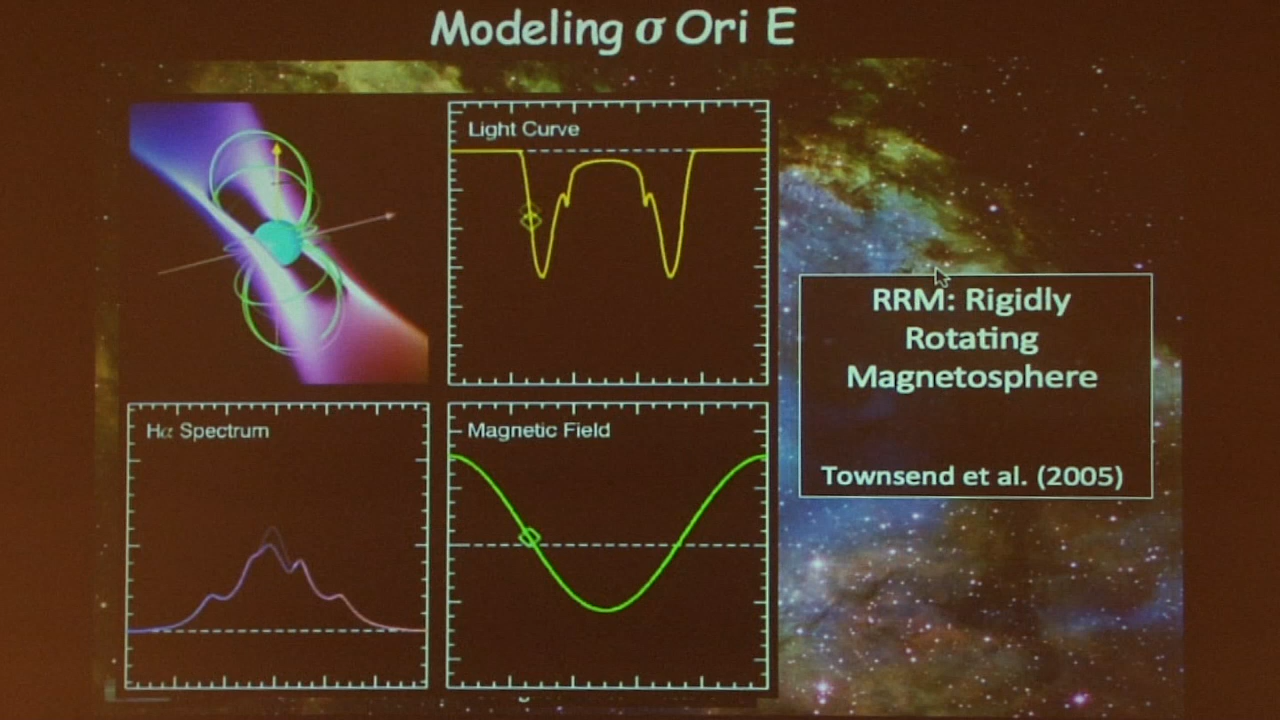 Modeling σ Ori E
Light Curve
RRM: Rigidly
Rotating
Magnetosphere
Townsend et al. (2005)
Hα Spectrum
Magnetic Field